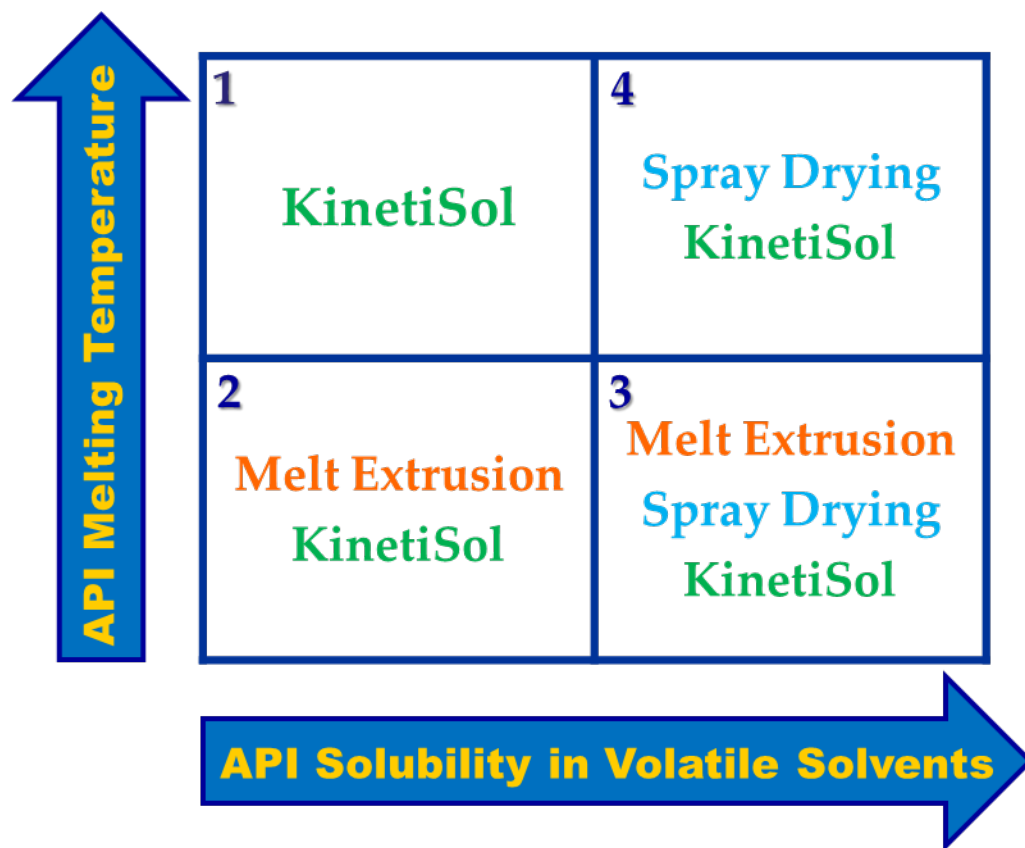 API Melting Temperature
1
KinetiSol
4
Spray Drying
KinetiSol
2
Melt Extrusion
KinetiSol
3
Melt Extrusion
Spray Drying
KinetiSol
API Solubility in Volatile Solvents